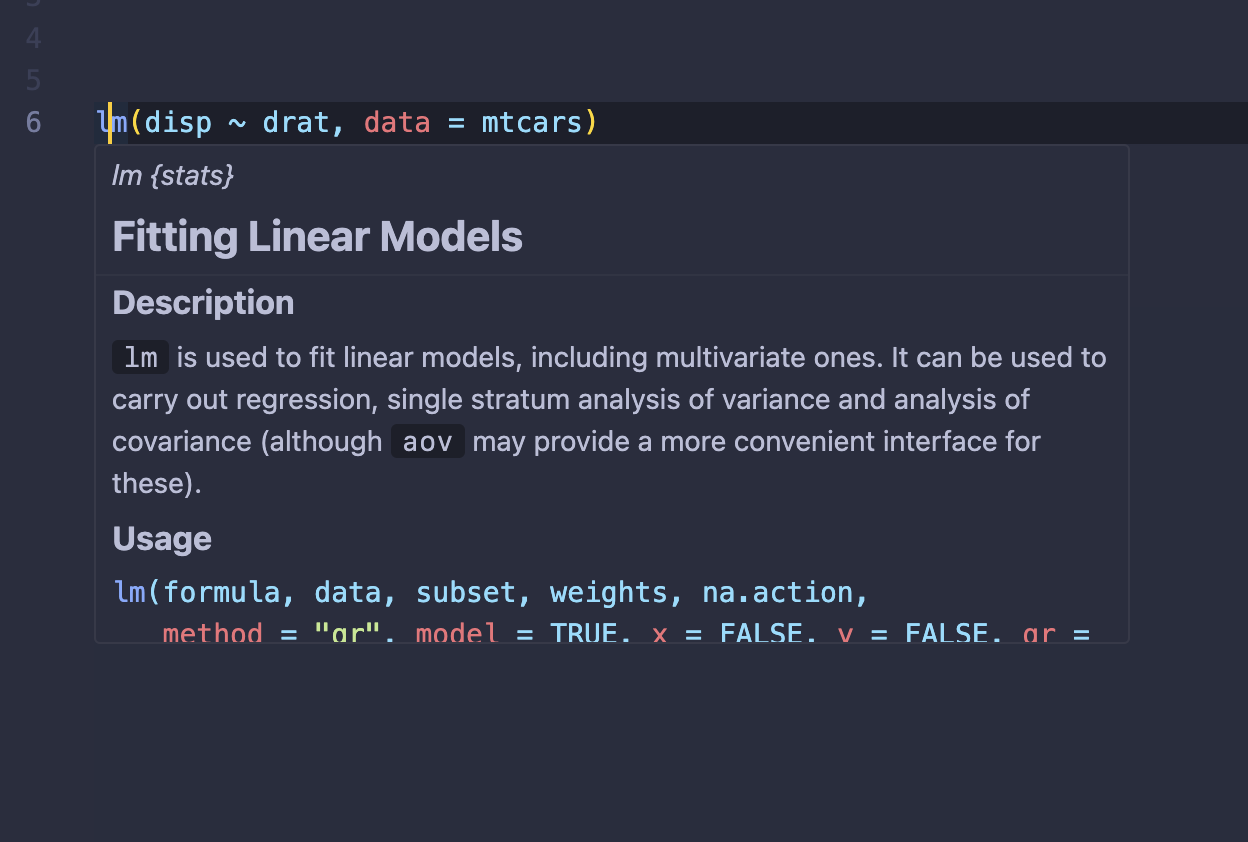 4
5
6 lm(disp ~ drat, data = mtcars)
lm {stats}
Fitting Linear Models
Description
lm is used to fit linear models, including multivariate ones. It can be used to
carry out regression, single stratum analysis of variance and analysis of
covariance (although aov may provide a more convenient interface for
these).
Usage
lm(formula, data, subset, weights, na.action,
method = "qr", model = TRUE, x = FALSE, y = FALSE, qr =